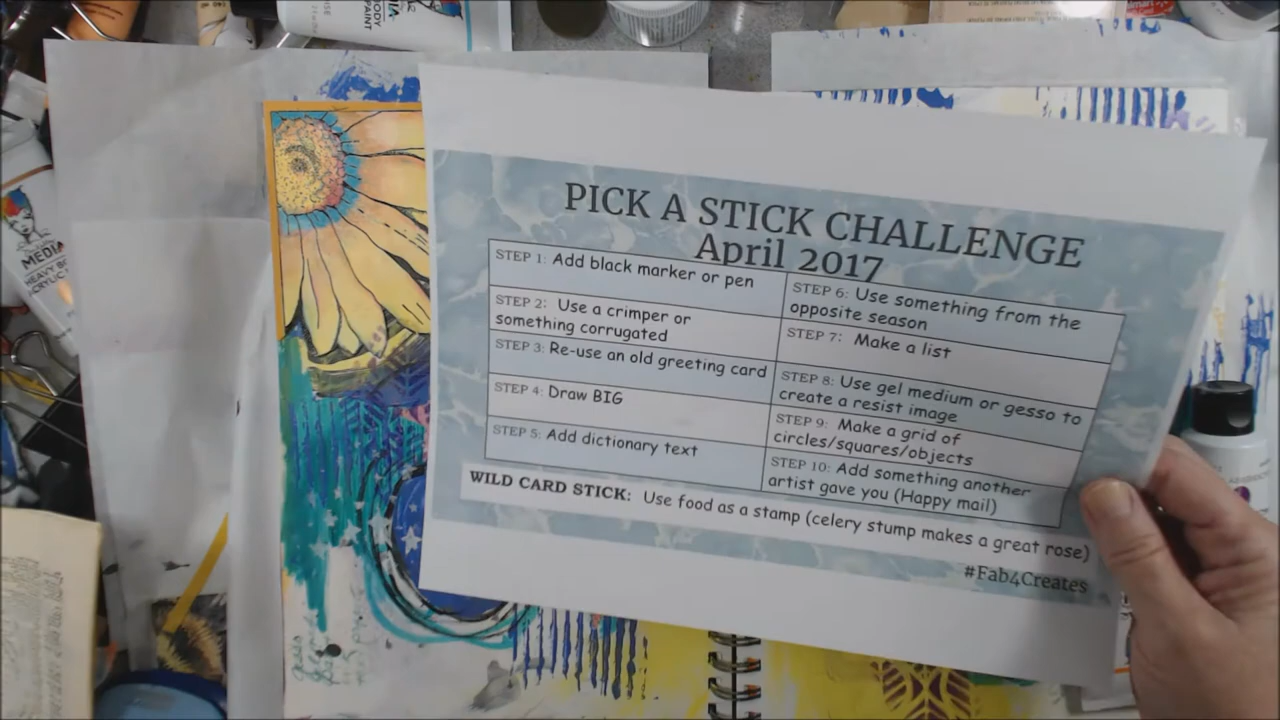 BODY
PAINT
MEDIA
HEAVY BODY
ACRYLIC
PICK A STICK CHALLENGE
April 2017
STEP 1: Add black marker or pen
STEP 2: Use a crimper or
something corrugated
STEP 3: Re-use an old greeting card
STEP 4: Draw BIG
STEP 5: Add dictionary text
STEP 6: Use something from the
opposite season
STEP 7: Make a list
STEP 8: Use gel medium or gesso to
create a resist image
STEP 9: Make a grid of
circles/squares/objects
STEP 10: Add something another
artist gave you (Happy mail)
WILD CARD STICK: Use food as a stamp (celery stump makes a great rose)
#Fab4Creates